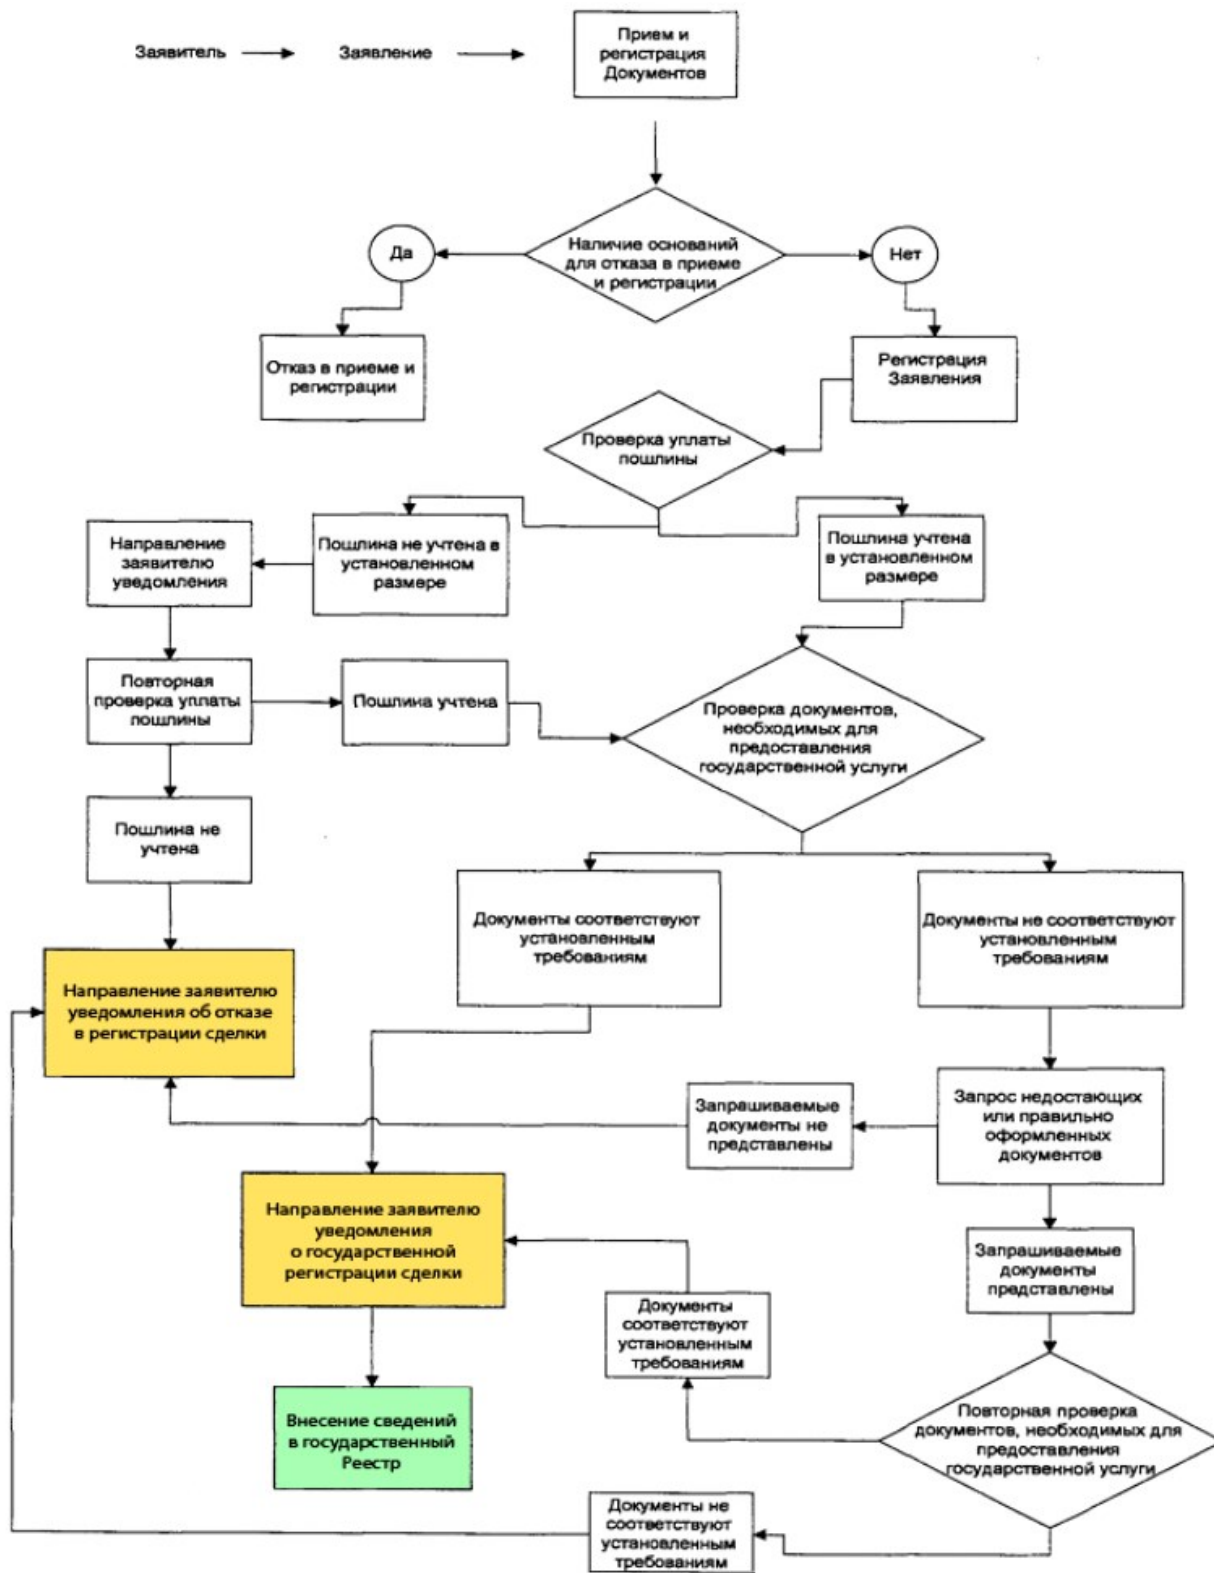 Заявитель
Заявление
Прием и
регистрация
Документов
Наличие оснований
для отказа в приеме
и регистрации
Да
Нет
Отказ в приеме и
регистрации
Регистрация
Заявления
Проверка уплаты
пошлины
Направление
заявителю
уведомления
Пошлина не учтена в
установленном
размере
Пошлина учтена
в установленном
размере
Повторная
проверка уплаты
пошлины
Пошлина учтена
Проверка документов,
необходимых для
предоставления
государственной услуги
Пошлина не
учтена
Документы соответствуют
установленным
требованиям
Документы не соответствуют
установленным
требованиям
Направление заявителю
уведомления об отказе
в регистрации сделки
Запрашиваемые
документы не
представлены
Запрос недостающих
или правильно
оформленных
документов
Направление заявителю
уведомления
о государственной
регистрации сделки
Запрашиваемые
документы
представлены
Документы
соответствуют
установленным
требованиям
Внесение сведений
в государственный
Реестр
Повторная проверка
документов, необходимых для
предоставления
государственной услуги
Документы не
соответствуют
установленным
требованиям